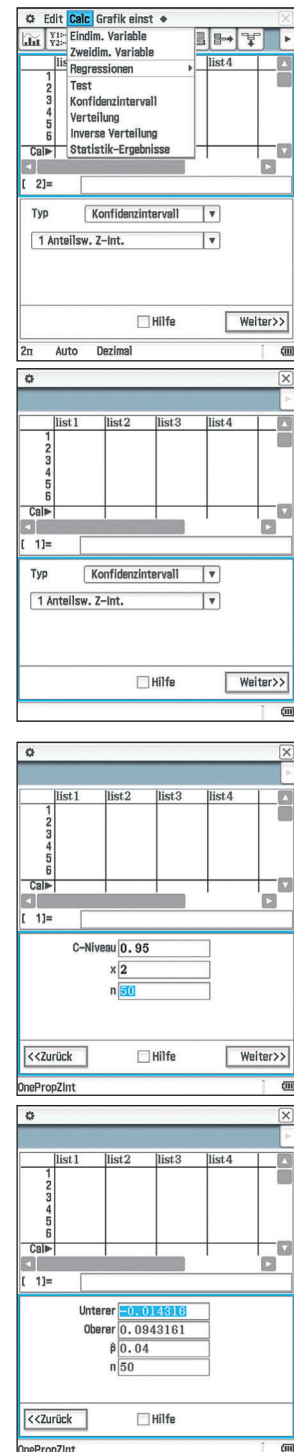 Edit Calc Grafik einst
Eindim. Variable
Zweidim. Variable
Regressionen
Test
Konfidenzintervall
Verteilung
Inverse Verteilung
Statistik-Ergebnisse
list4
1
2
3
4
5
6
Cal
[ 2]=
Typ Konfidenzintervall
1 Anteilsw. Z-Int.
Hilfe Weiter>>
2π Auto Dezimal
list1 list2 list3 list4
1
2
3
4
5
6
Cal
[ 1]=
Typ Konfidenzintervall
1 Anteilsw. Z-Int.
Hilfe Weiter>>
list1 list2 list3 list4
1
2
3
4
5
6
Cal
[ 1]=
C-Niveau 0.95
x 2
n 50
<<Zurück Hilfe Weiter>>
OnePropZInt
list1 list2 list3 list4
1
2
3
4
5
6
Cal
[ 1]=
Unterer -0.014316
Oberer 0.0943161
p̂ 0.04
n 50
<<Zurück Hilfe
OnePropZInt